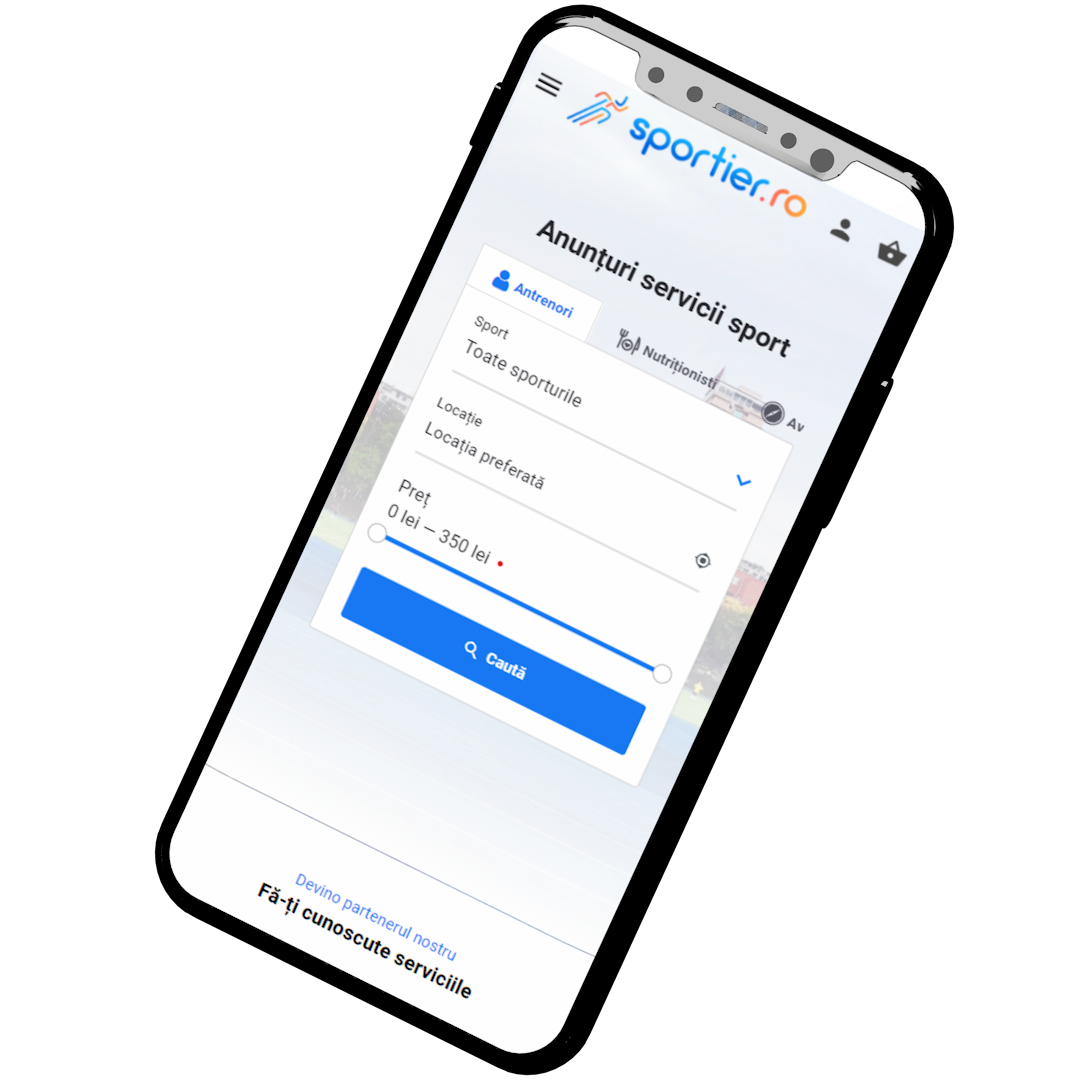 sportier.ro
Anunțuri servicii sport
Antrenori
Nutriționisti
Av
Sport
Toate sporturile
Locație
Locația preferată
Preț
0 lei – 350 lei
Caută
Devino partenerul nostru
Fă-ți cunoscute serviciile